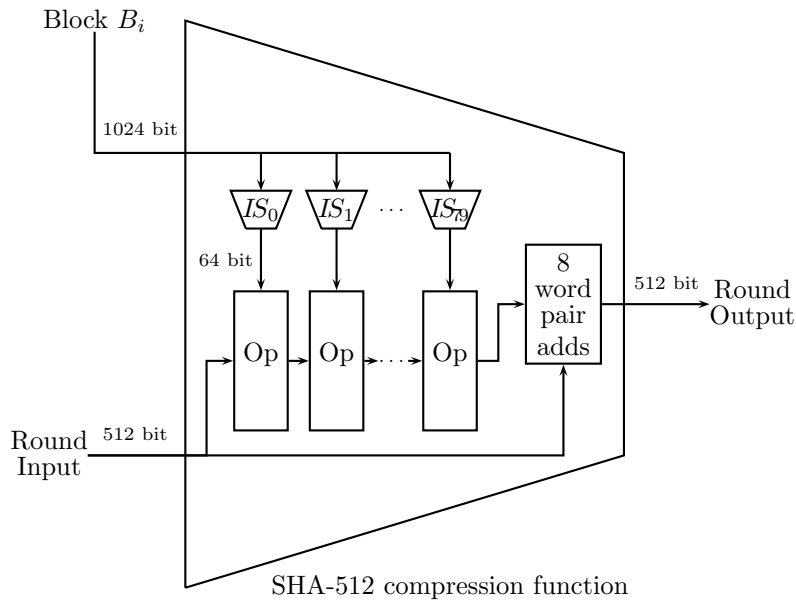 Block B_i
1024 bit
IS_0 IS_1 ... IS_79
64 bit
8
word
pair
adds
512 bit
Round
Output
Op Op ... Op
Round
Input
512 bit
SHA-512 compression function